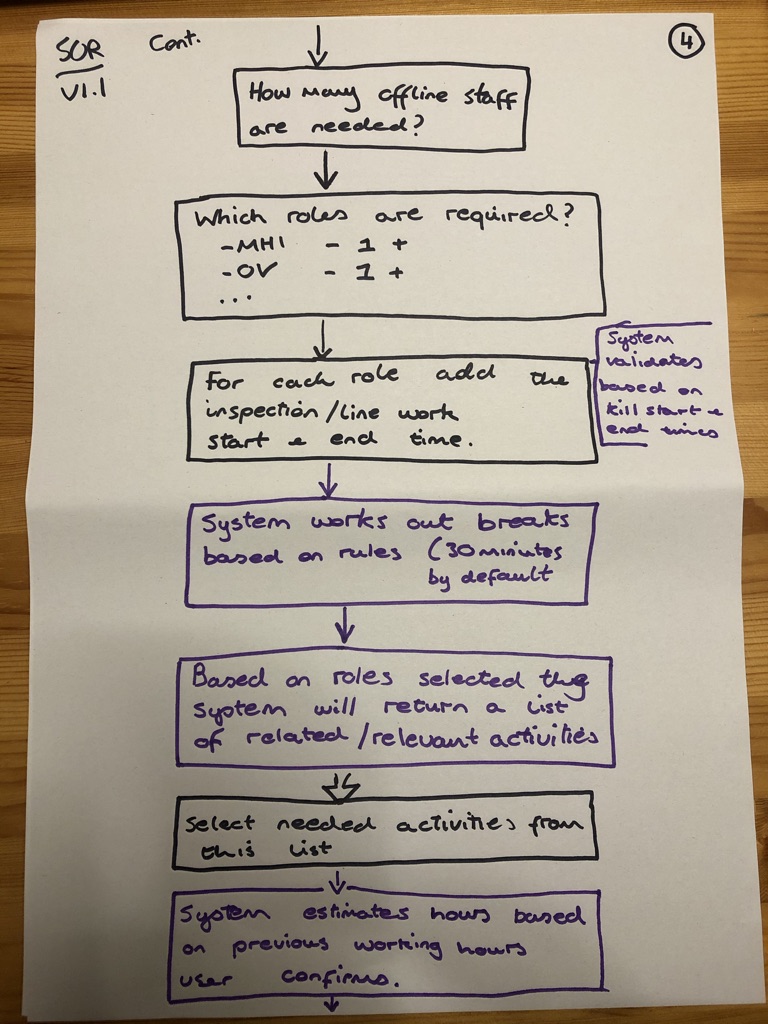 SOR Cont.
V1.1
4
How many offline staff
are needed?
Which roles are required?
- MHI - 1 +
- OV - 1 +
...
For each role add the
inspection/line work
start & end time.
System
validates
based on
kill start &
end times
System works out breaks
based on rules (30 minutes
by default
Based on roles selected the
system will return a list
of related/relevant activities
Select needed activities from
this list
System estimates hours based
on previous working hours
user confirms.